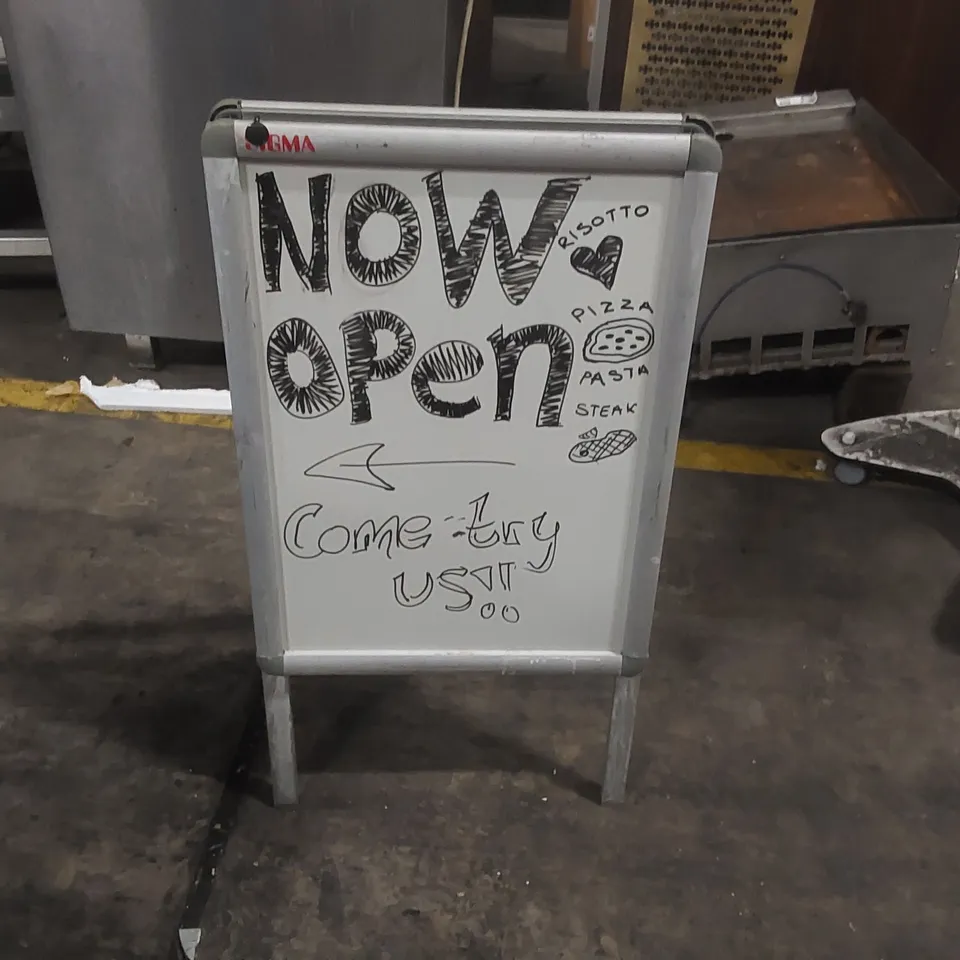 NOW
OPEN
RISOTTO
PIZZA
PASTA
STEAK
Come try
us!!